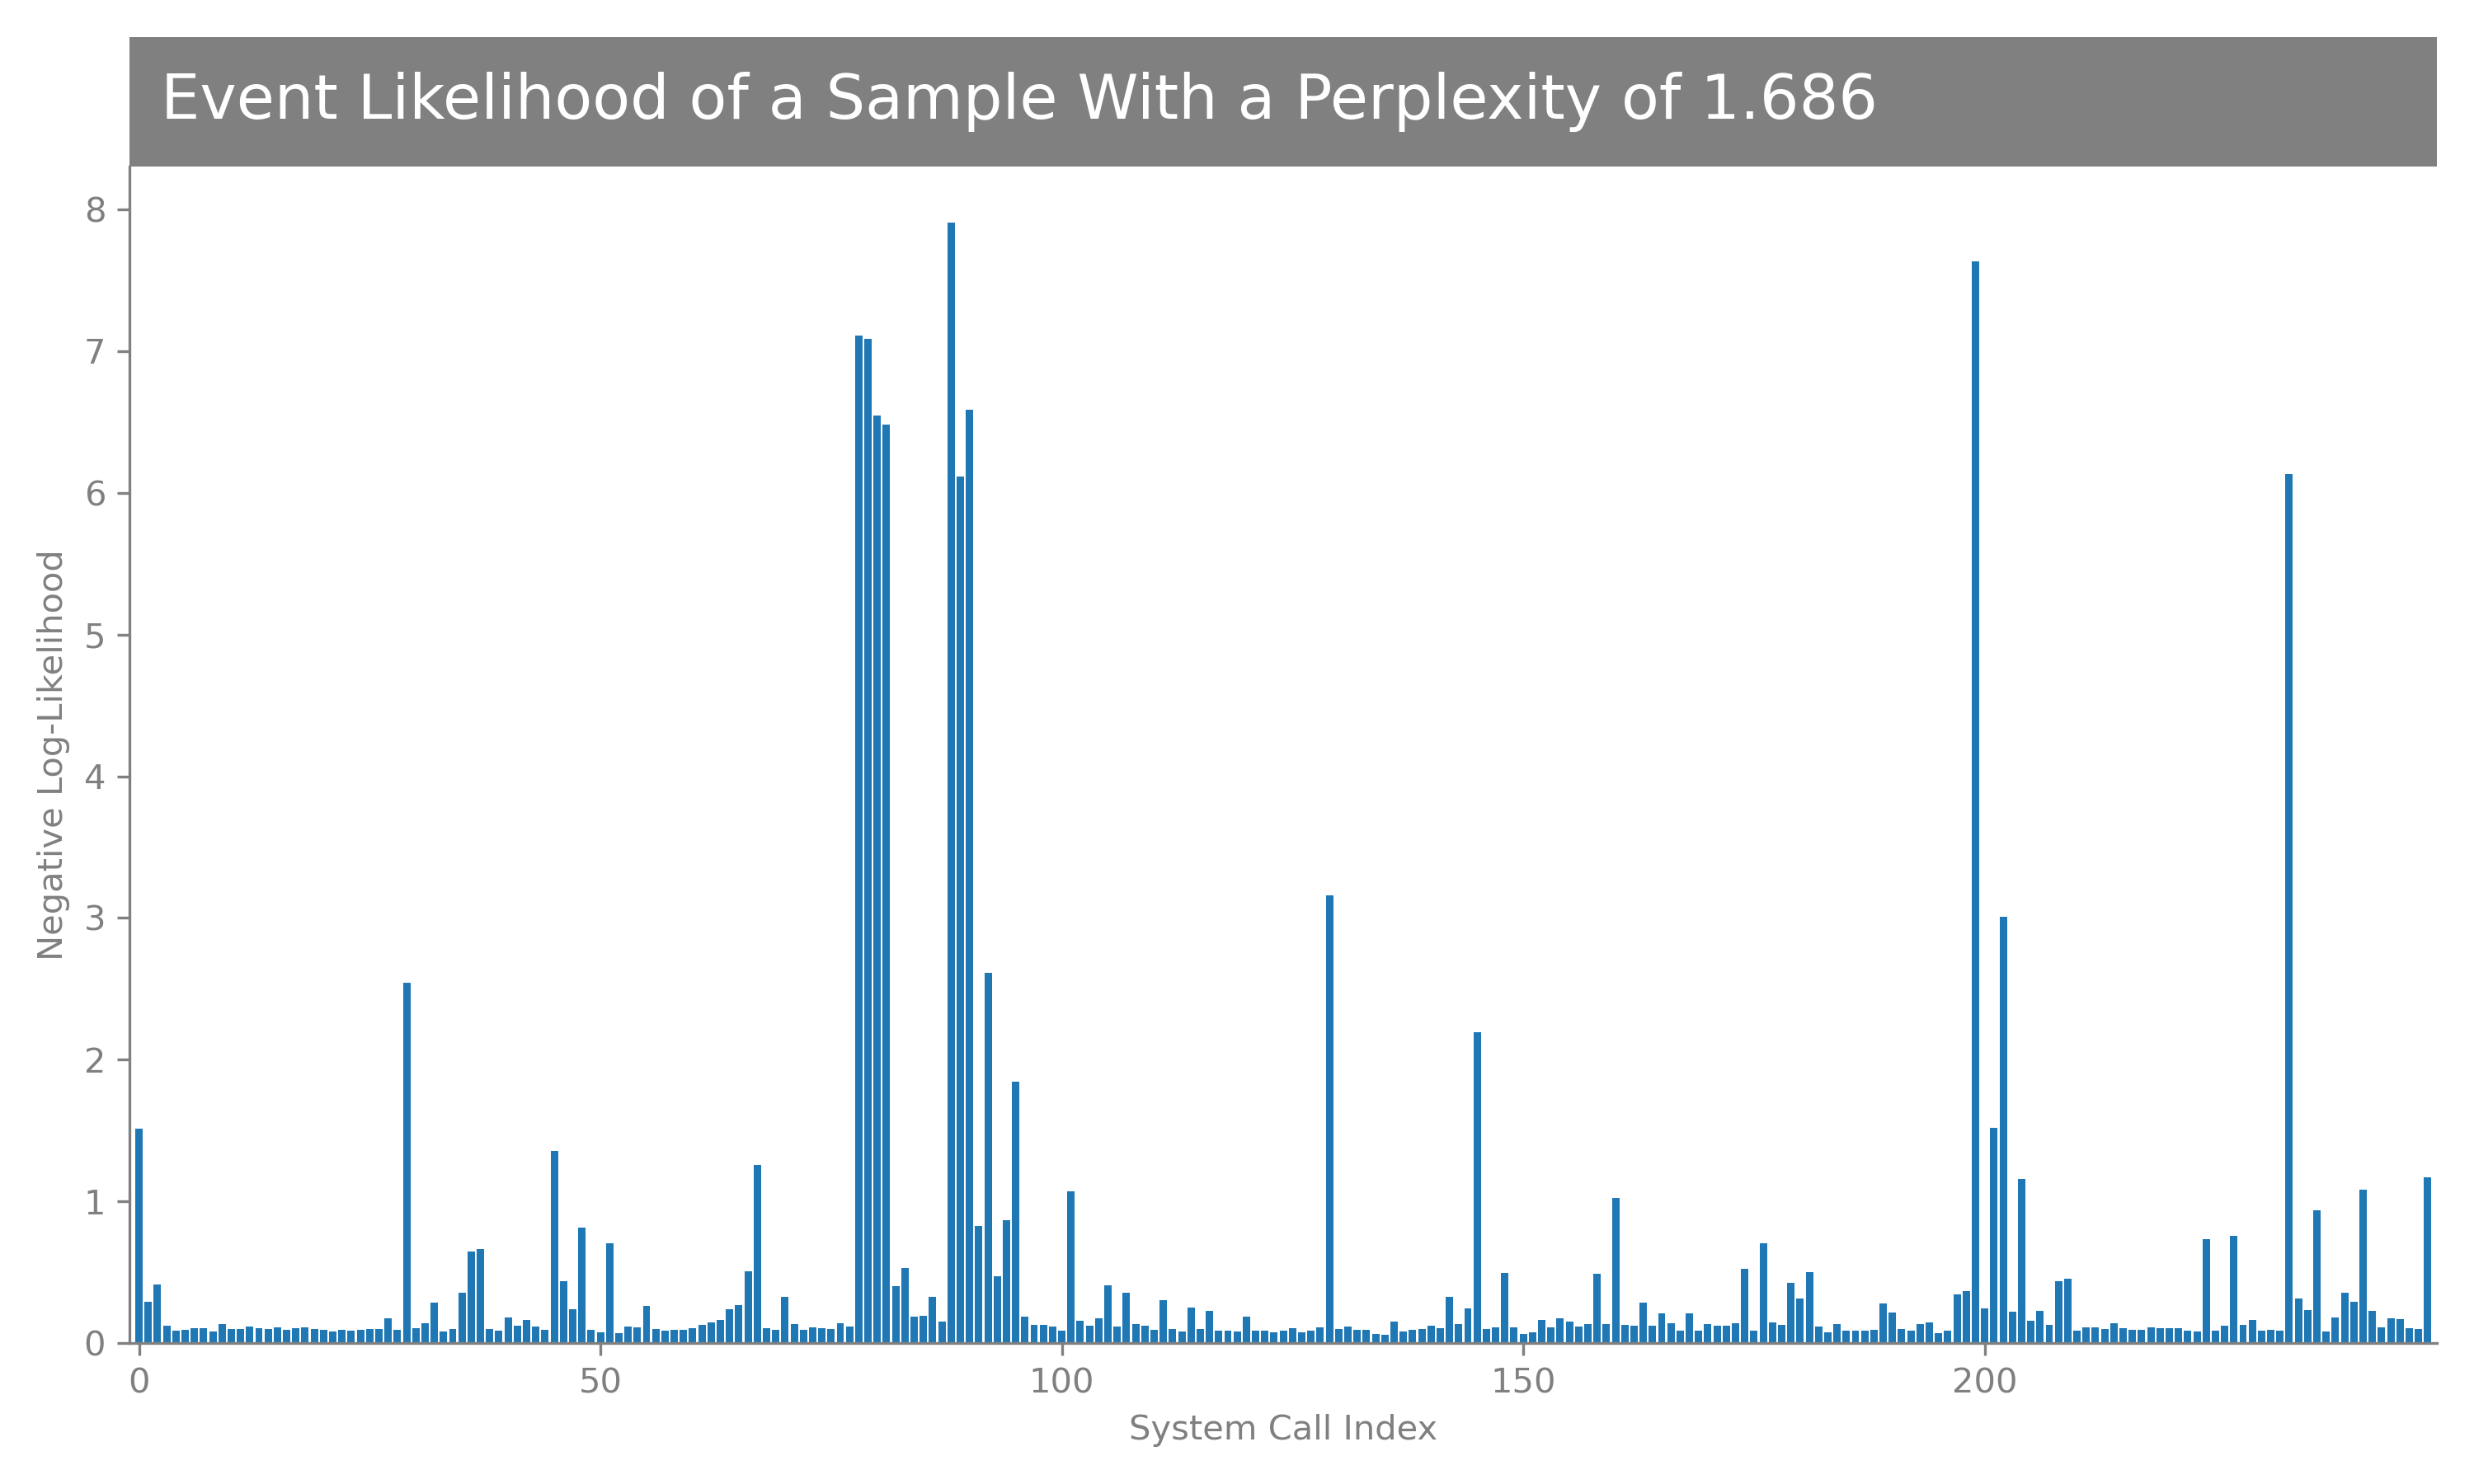 Event Likelihood of a Sample With a Perplexity of 1.686
8
7
6
5
4
3
2
1
0
Negative Log-Likelihood
0 50 100 150 200
System Call Index